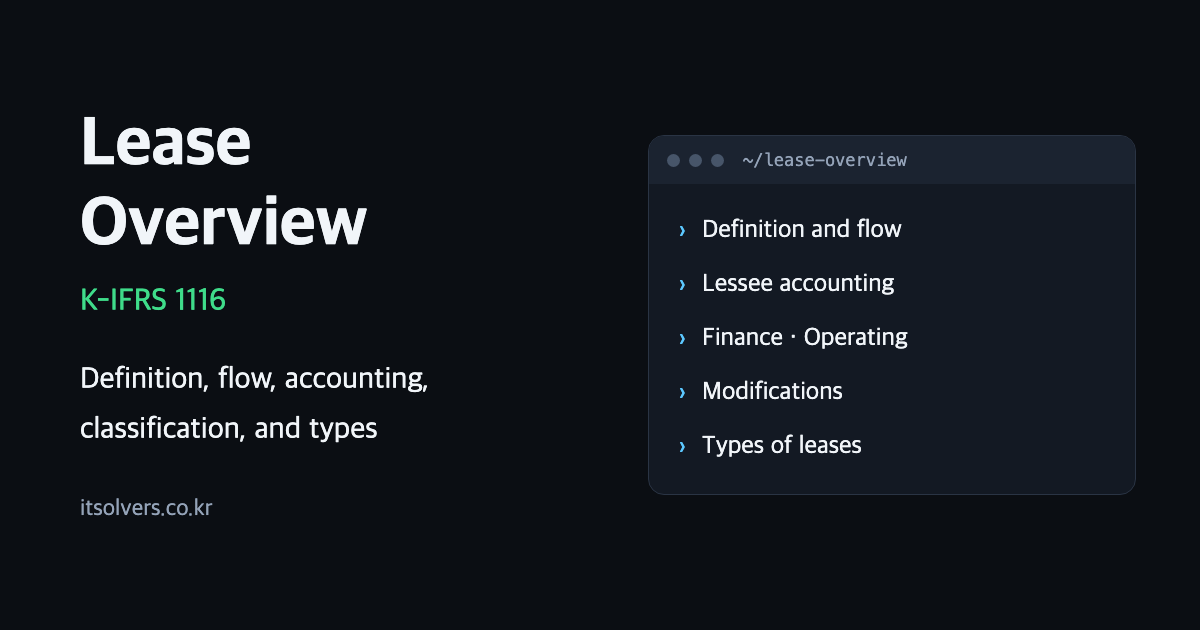 Lease
Overview
K-IFRS 1116
Definition, flow, accounting,
classification, and types
itsolvers.co.kr
~/lease-overview
› Definition and flow
› Lessee accounting
› Finance · Operating
› Modifications
› Types of leases